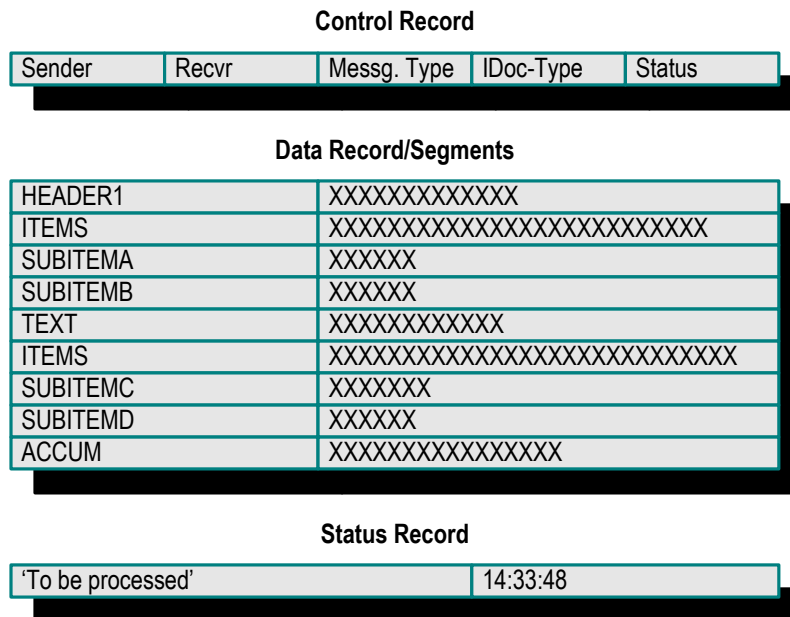 Control Record
Sender Recvr Messg. Type IDoc-Type Status
Data Record/Segments
HEADER1 XXXXXXXXXXXXX
ITEMS XXXXXXXXXXXXXXXXXXXXXXXXXX
SUBITEMA XXXXXX
SUBITEMB XXXXXX
TEXT XXXXXXXXXXXX
ITEMS XXXXXXXXXXXXXXXXXXXXXXXXXXXX
SUBITEMC XXXXXXX
SUBITEMD XXXXXX
ACCUM XXXXXXXXXXXXXXXX
Status Record
‘To be processed’ 14:33:48